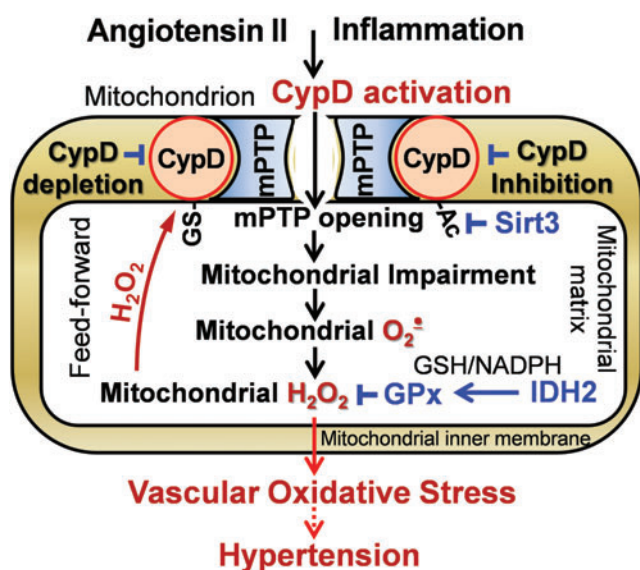 Angiotensin II Inflammation
Mitochondrion CypD activation
CypD depletion
CypD
mPTP
mPTP
CypD
CypD Inhibition
GS-
mPTP opening
-Ac
Sirt3
Mitochondrial Impairment
Mitochondrial O₂•̄
Feed-forward
H₂O₂
Mitochondrial matrix
GSH/NADPH
Mitochondrial H₂O₂
GPx
IDH2
Mitochondrial inner membrane
Vascular Oxidative Stress
Hypertension